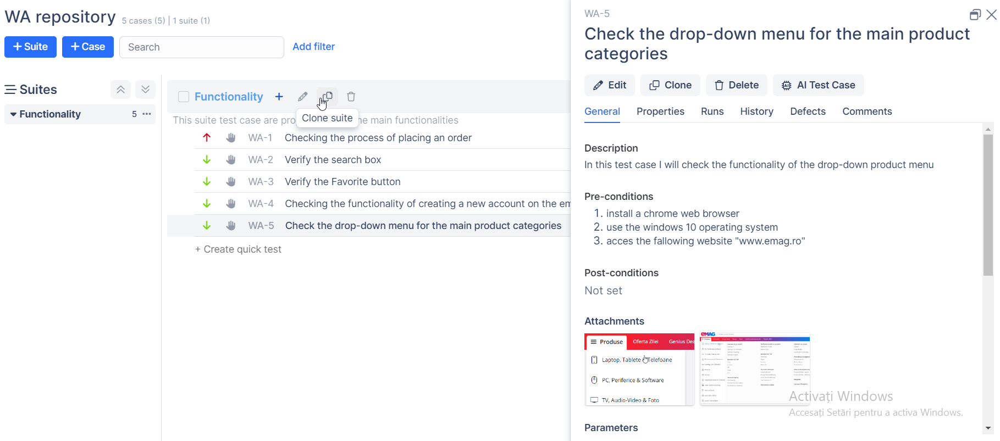 WA repository 5 cases (5) | 1 suite (1)
+ Suite
+ Case
Search
Add filter
Suites
Functionality 5
Functionality
Clone suite
This suite test case are pro
he main functionalities
WA-1 Checking the process of placing an order
WA-2 Verify the search box
WA-3 Verify the Favorite button
WA-4 Checking the functionality of creating a new account on the em
WA-5 Check the drop-down menu for the main product categories
+ Create quick test
WA-5
Check the drop-down menu for the main product
categories
Edit
Clone
Delete
AI Test Case
General Properties Runs History Defects Comments
Description
In this test case I will check the functionality of the drop-down product menu
Pre-conditions
1. install a chrome web browser
2. use the windows 10 operating system
3. acces the fallowing website "www.emag.ro"
Post-conditions
Not set
Attachments
Produse Oferta Zilei Genius Dea
Laptop, Tablete Telefoane
PC, Periferice & Software
TV, Audio-Video & Foto
eMAG
Activați Windows
Accesați Setări pentru a activa Windows.
Parameters